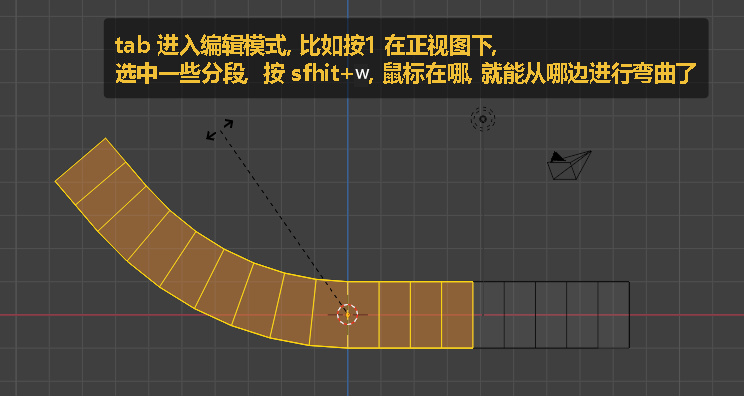 tab 进入编辑模式, 比如按1 在正视图下,
选中一些分段, 按 sfhit+w, 鼠标在哪, 就能从哪边进行弯曲了